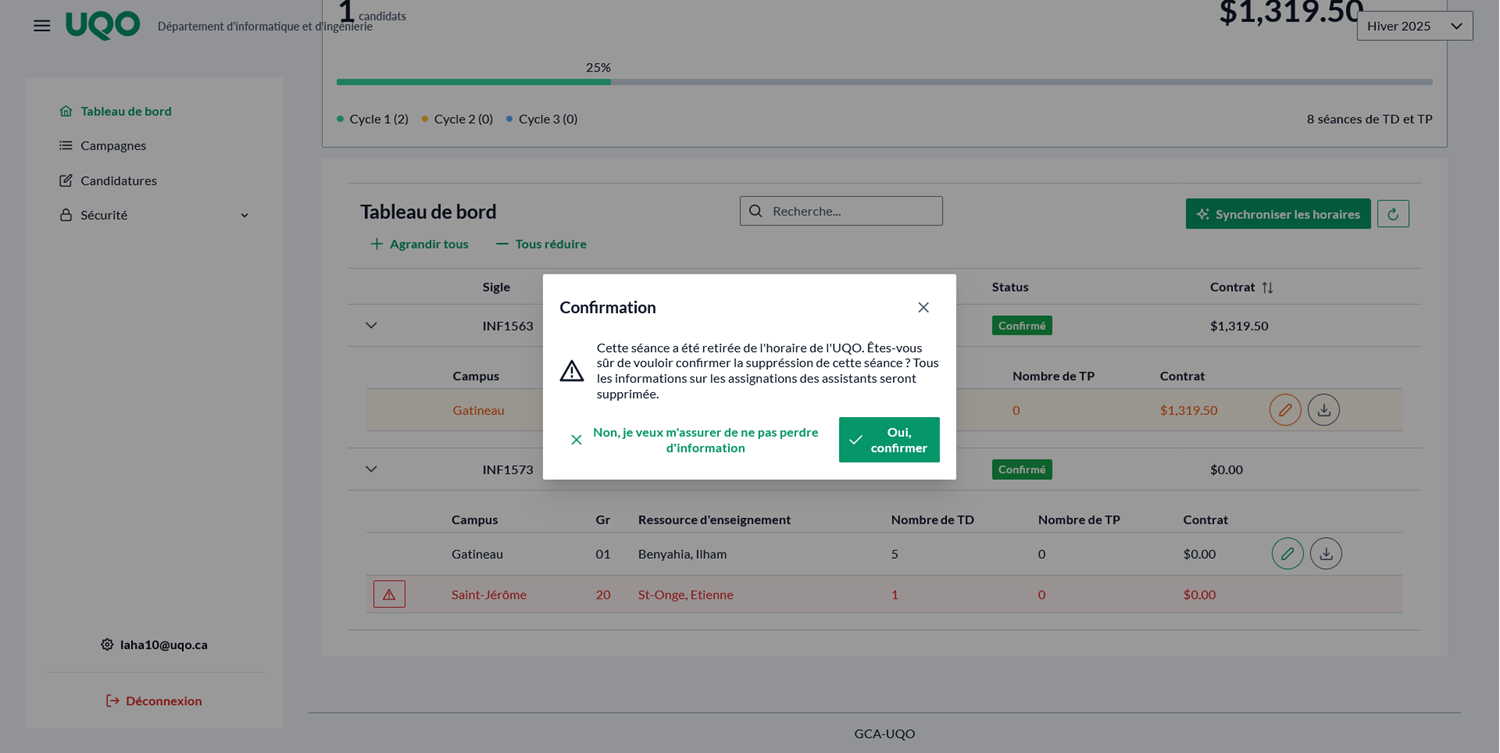 1 candidats
$1,319.50
UQO
Département d'informatique et d'ingénierie
Hiver 2025
25%
Cycle 1 (2) Cycle 2 (0) Cycle 3 (0)
8 séances de TD et TP
Tableau de bord
Campagnes
Candidatures
Sécurité
laha10@uqo.ca
Déconnexion
Tableau de bord
Recherche...
Synchroniser les horaires
Agrandir tous Tous réduire
Sigle Status Contrat
INF1563 Confirmé $1,319.50
Campus Nombre de TP Contrat
Gatineau 0 $1,319.50
INF1573 Confirmé $0.00
Campus Gr Ressource d'enseignement Nombre de TD Nombre de TP Contrat
Gatineau 01 Benyahia, Ilham 5 0 $0.00
Saint-Jérôme 20 St-Onge, Etienne 1 0 $0.00
Confirmation
Cette séance a été retirée de l'horaire de l'UQO. Êtes-vous
sûr de vouloir confirmer la suppréssion de cette séance ? Tous
les informations sur les assignations des assistants seront
supprimée.
Non, je veux m'assurer de ne pas perdre
d'information
Oui,
confirmer
GCA-UQO